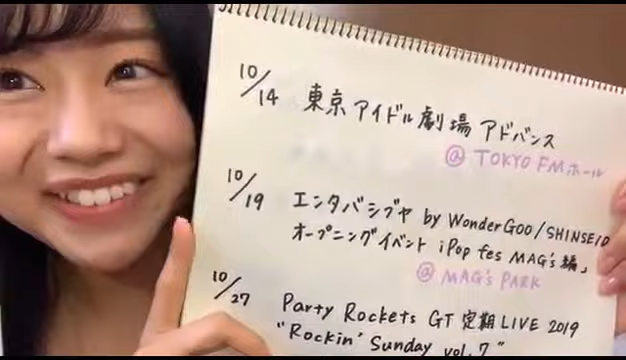 10/14 東京アイドル劇場 アドバンス
@ TOKYO FMホール
10/19 エンタバシブヤ by WonderGOO/SHINSEIDO
オープニングイベント iPop fes MAG's 編」
@ MAG's PARK
10/27 Party Rockets GT 定期LIVE 2019
"Rockin' Sunday vol.7"